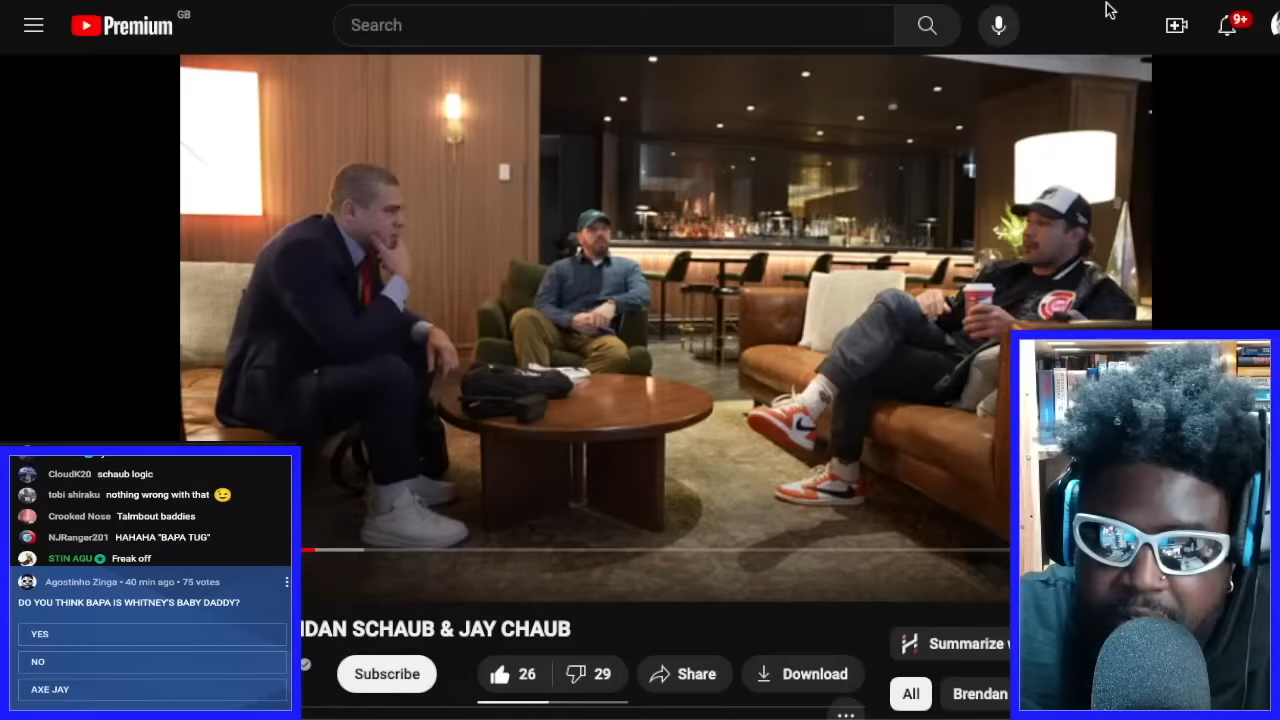 Premium GB
Search
9+
NDAN SCHAUB & JAY CHAUB
Subscribe
26
29
Share
Download
Summarize
All
Brendan
CloudK20 schaub logic
tobi shiraku nothing wrong with that 😉
Crooked Nose Talmbout baddies
NJRanger201 HAHAHA "BAPA TUG"
STIN AGU Freak off
Agostinho Zinga • 40 min ago • 75 votes
DO YOU THINK BAPA IS WHITNEY'S BABY DADDY?
YES
NO
AXE JAY